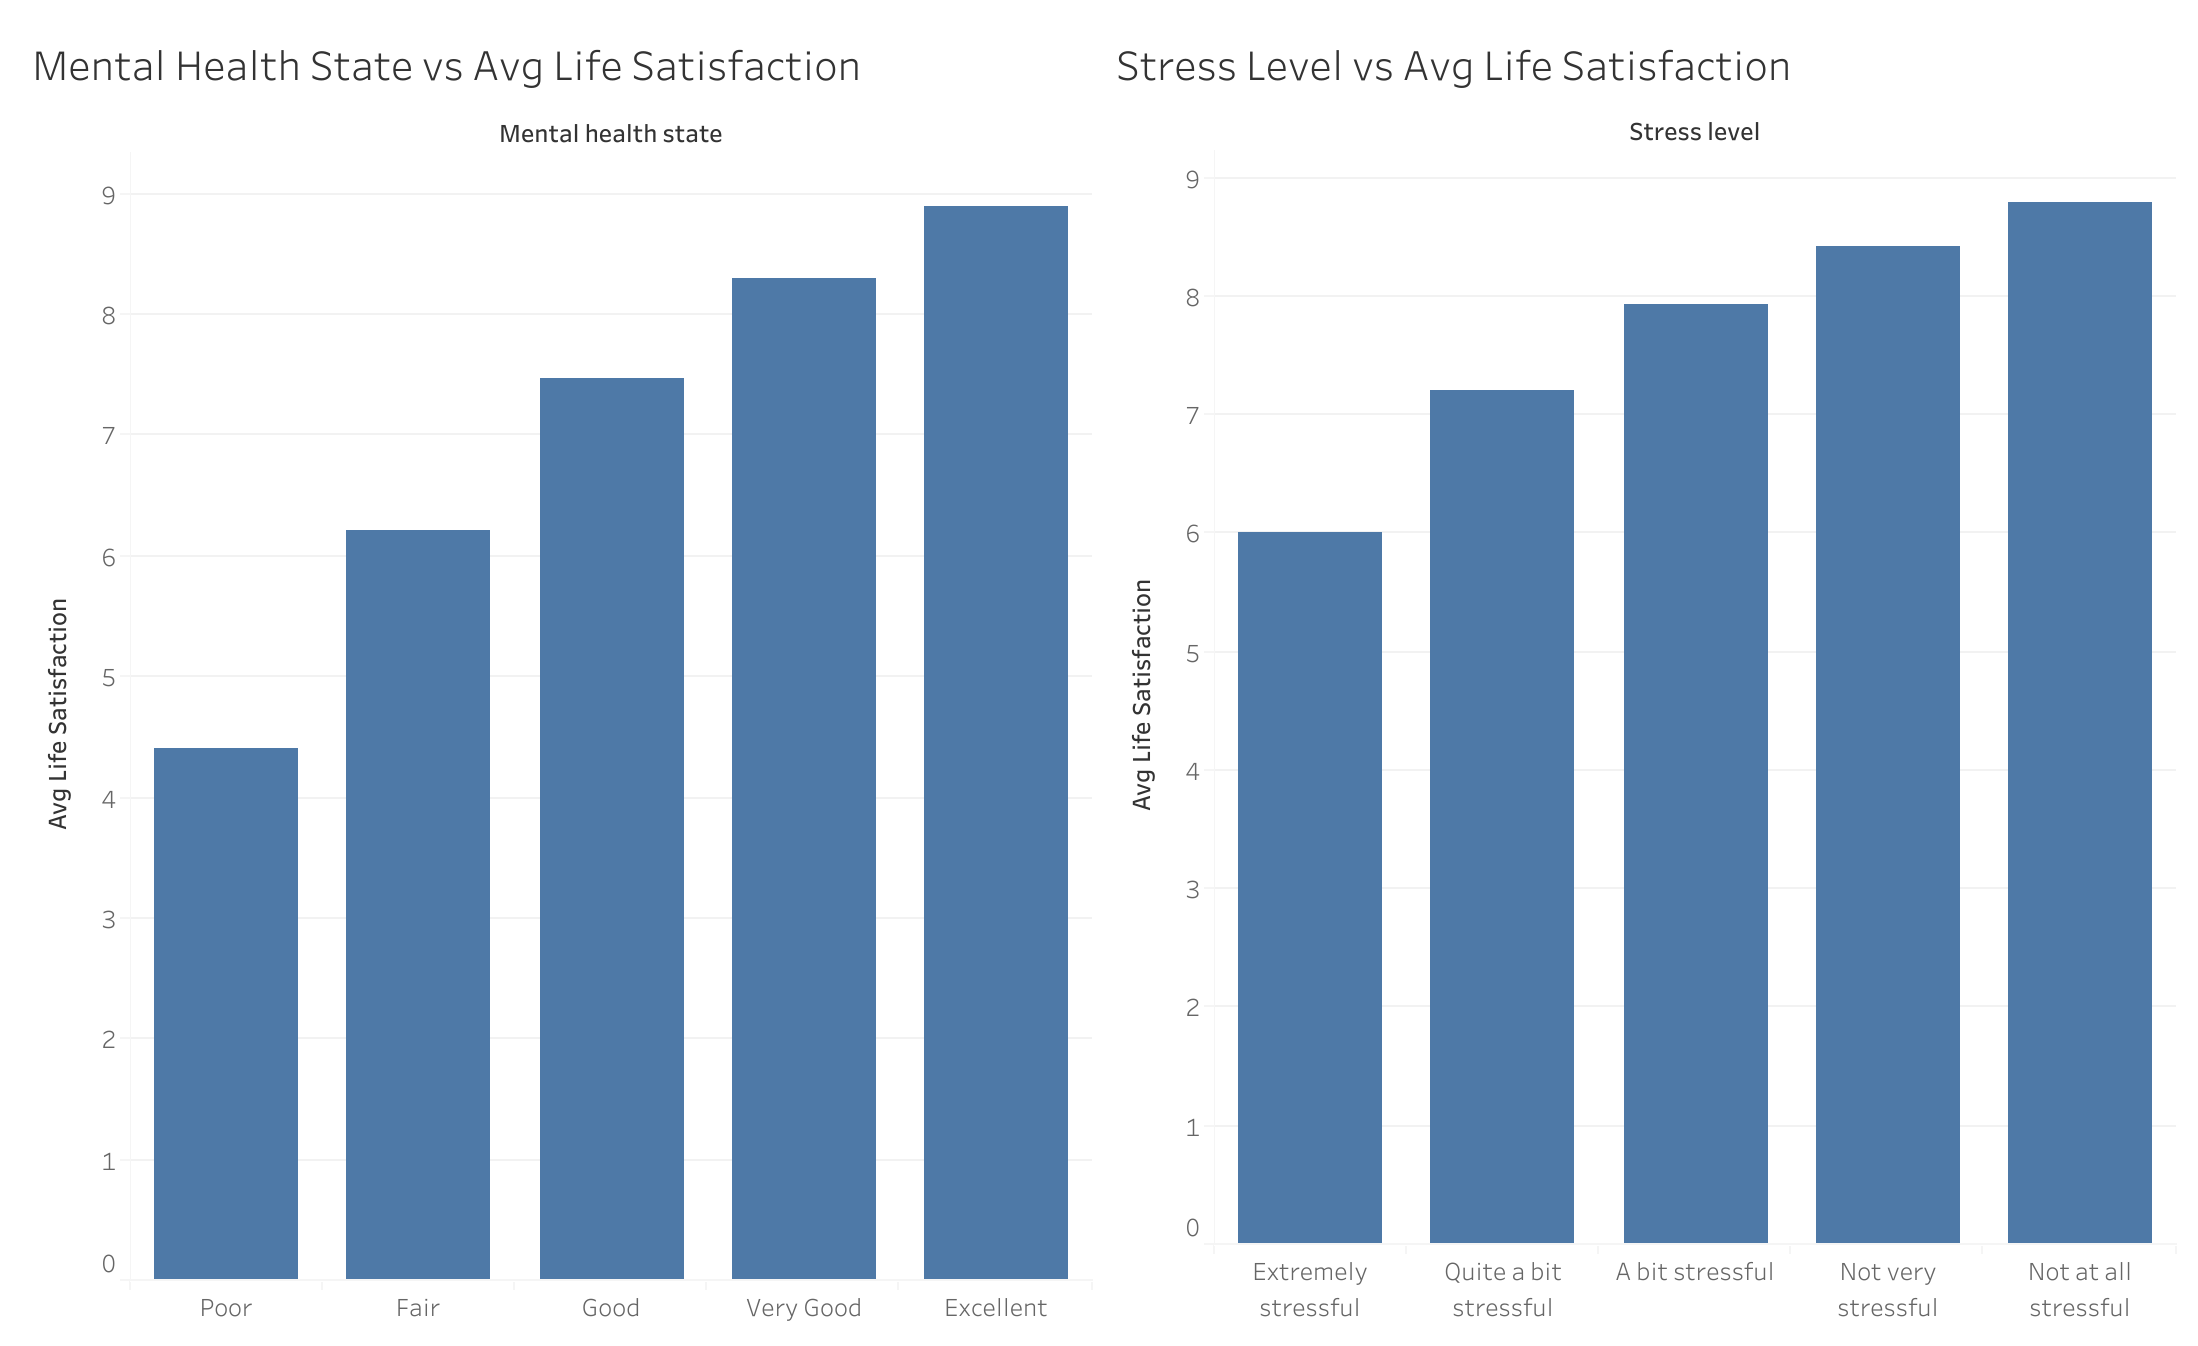 Mental Health State vs Avg Life Satisfaction
Mental health state
Avg Life Satisfaction
9
8
7
6
5
4
3
2
1
0
Poor Fair Good Very Good Excellent
Stress Level vs Avg Life Satisfaction
Stress level
Avg Life Satisfaction
9
8
7
6
5
4
3
2
1
0
Extremely Quite a bit A bit stressful Not very Not at all
stressful stressful stressful stressful